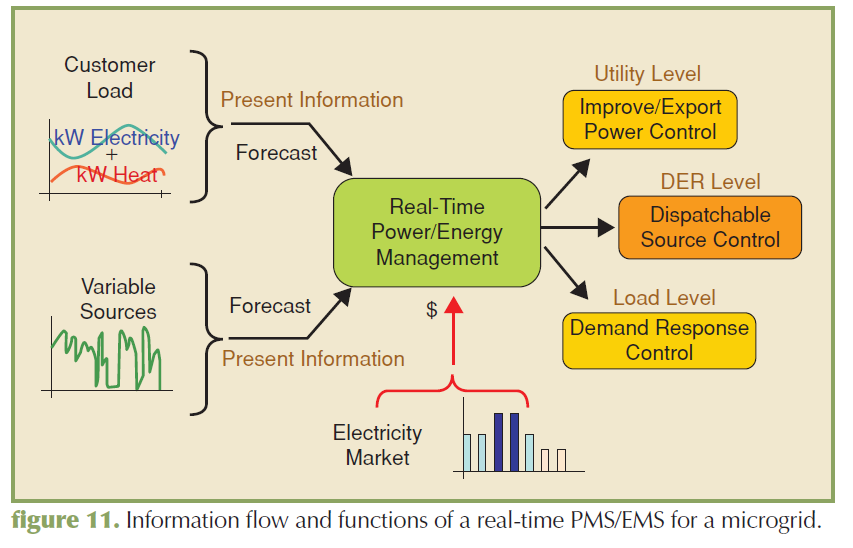 Customer
Load
kW Electricity
+
kW Heat
Present Information
Forecast
Variable
Sources
Forecast
Present Information
Real-Time
Power/Energy
Management
$
Electricity
Market
Utility Level
Improve/Export
Power Control
DER Level
Dispatchable
Source Control
Load Level
Demand Response
Control
figure 11. Information flow and functions of a real-time PMS/EMS for a microgrid.